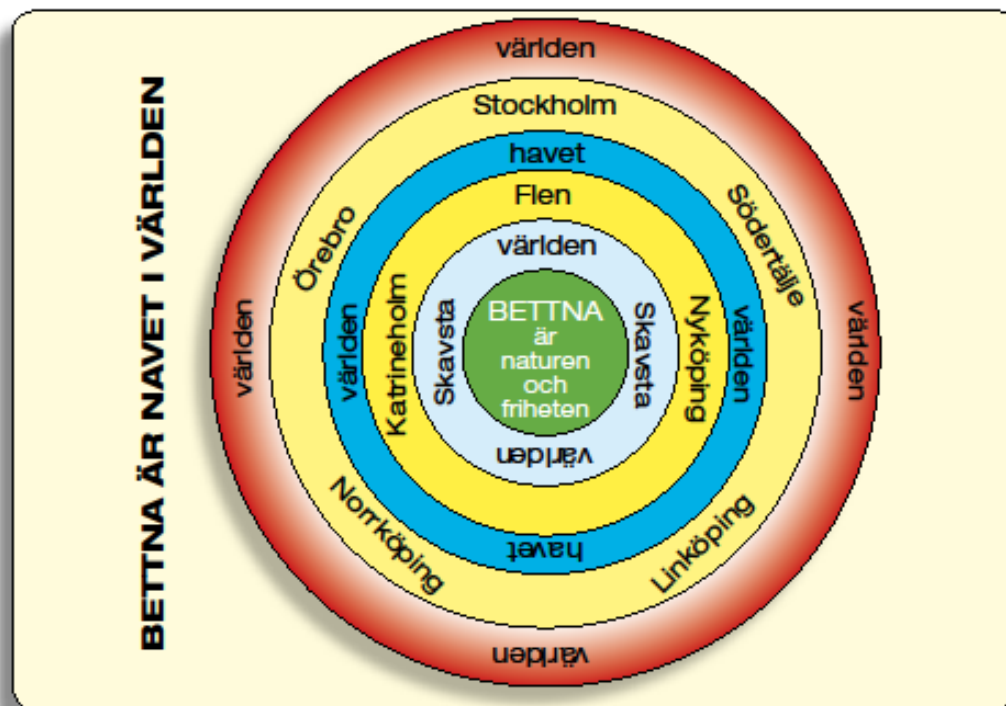 BETTNA ÄR NAVET I VÄRLDEN
världen
Stockholm
havet
Flen
världen
Örebro
Södertälje
världen
världen
Katrineholm
Skavsta
BETTNA
är
naturen
och
friheten
Skavsta
Nyköping
världen
världen
världen
havet
Norrköping
Linköping
världen